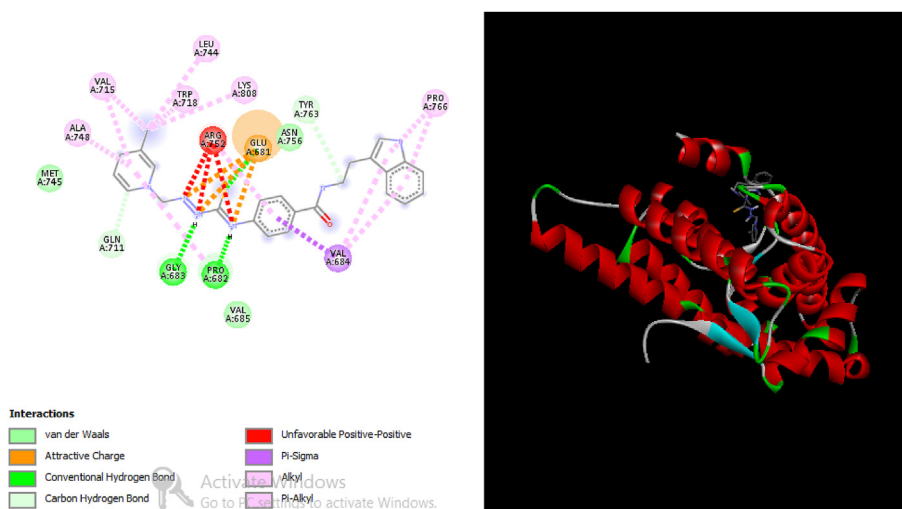 LEU
A:744
VAL
A:715
TRP
A:718
LYS
A:808
TYR
A:763
PRO
A:766
ALA
A:748
ARG
A:752
GLU
A:681
ASN
A:756
MET
A:745
GLN
A:711
GLY
A:683
PRO
A:682
VAL
A:684
VAL
A:685
H
H
Interactions
van der Waals
Attractive Charge
Conventional Hydrogen Bond
Carbon Hydrogen Bond
Unfavorable Positive-Positive
Pi-Sigma
Alkyl
Pi-Alkyl
Activate Windows
Go to PC settings to activate Windows.